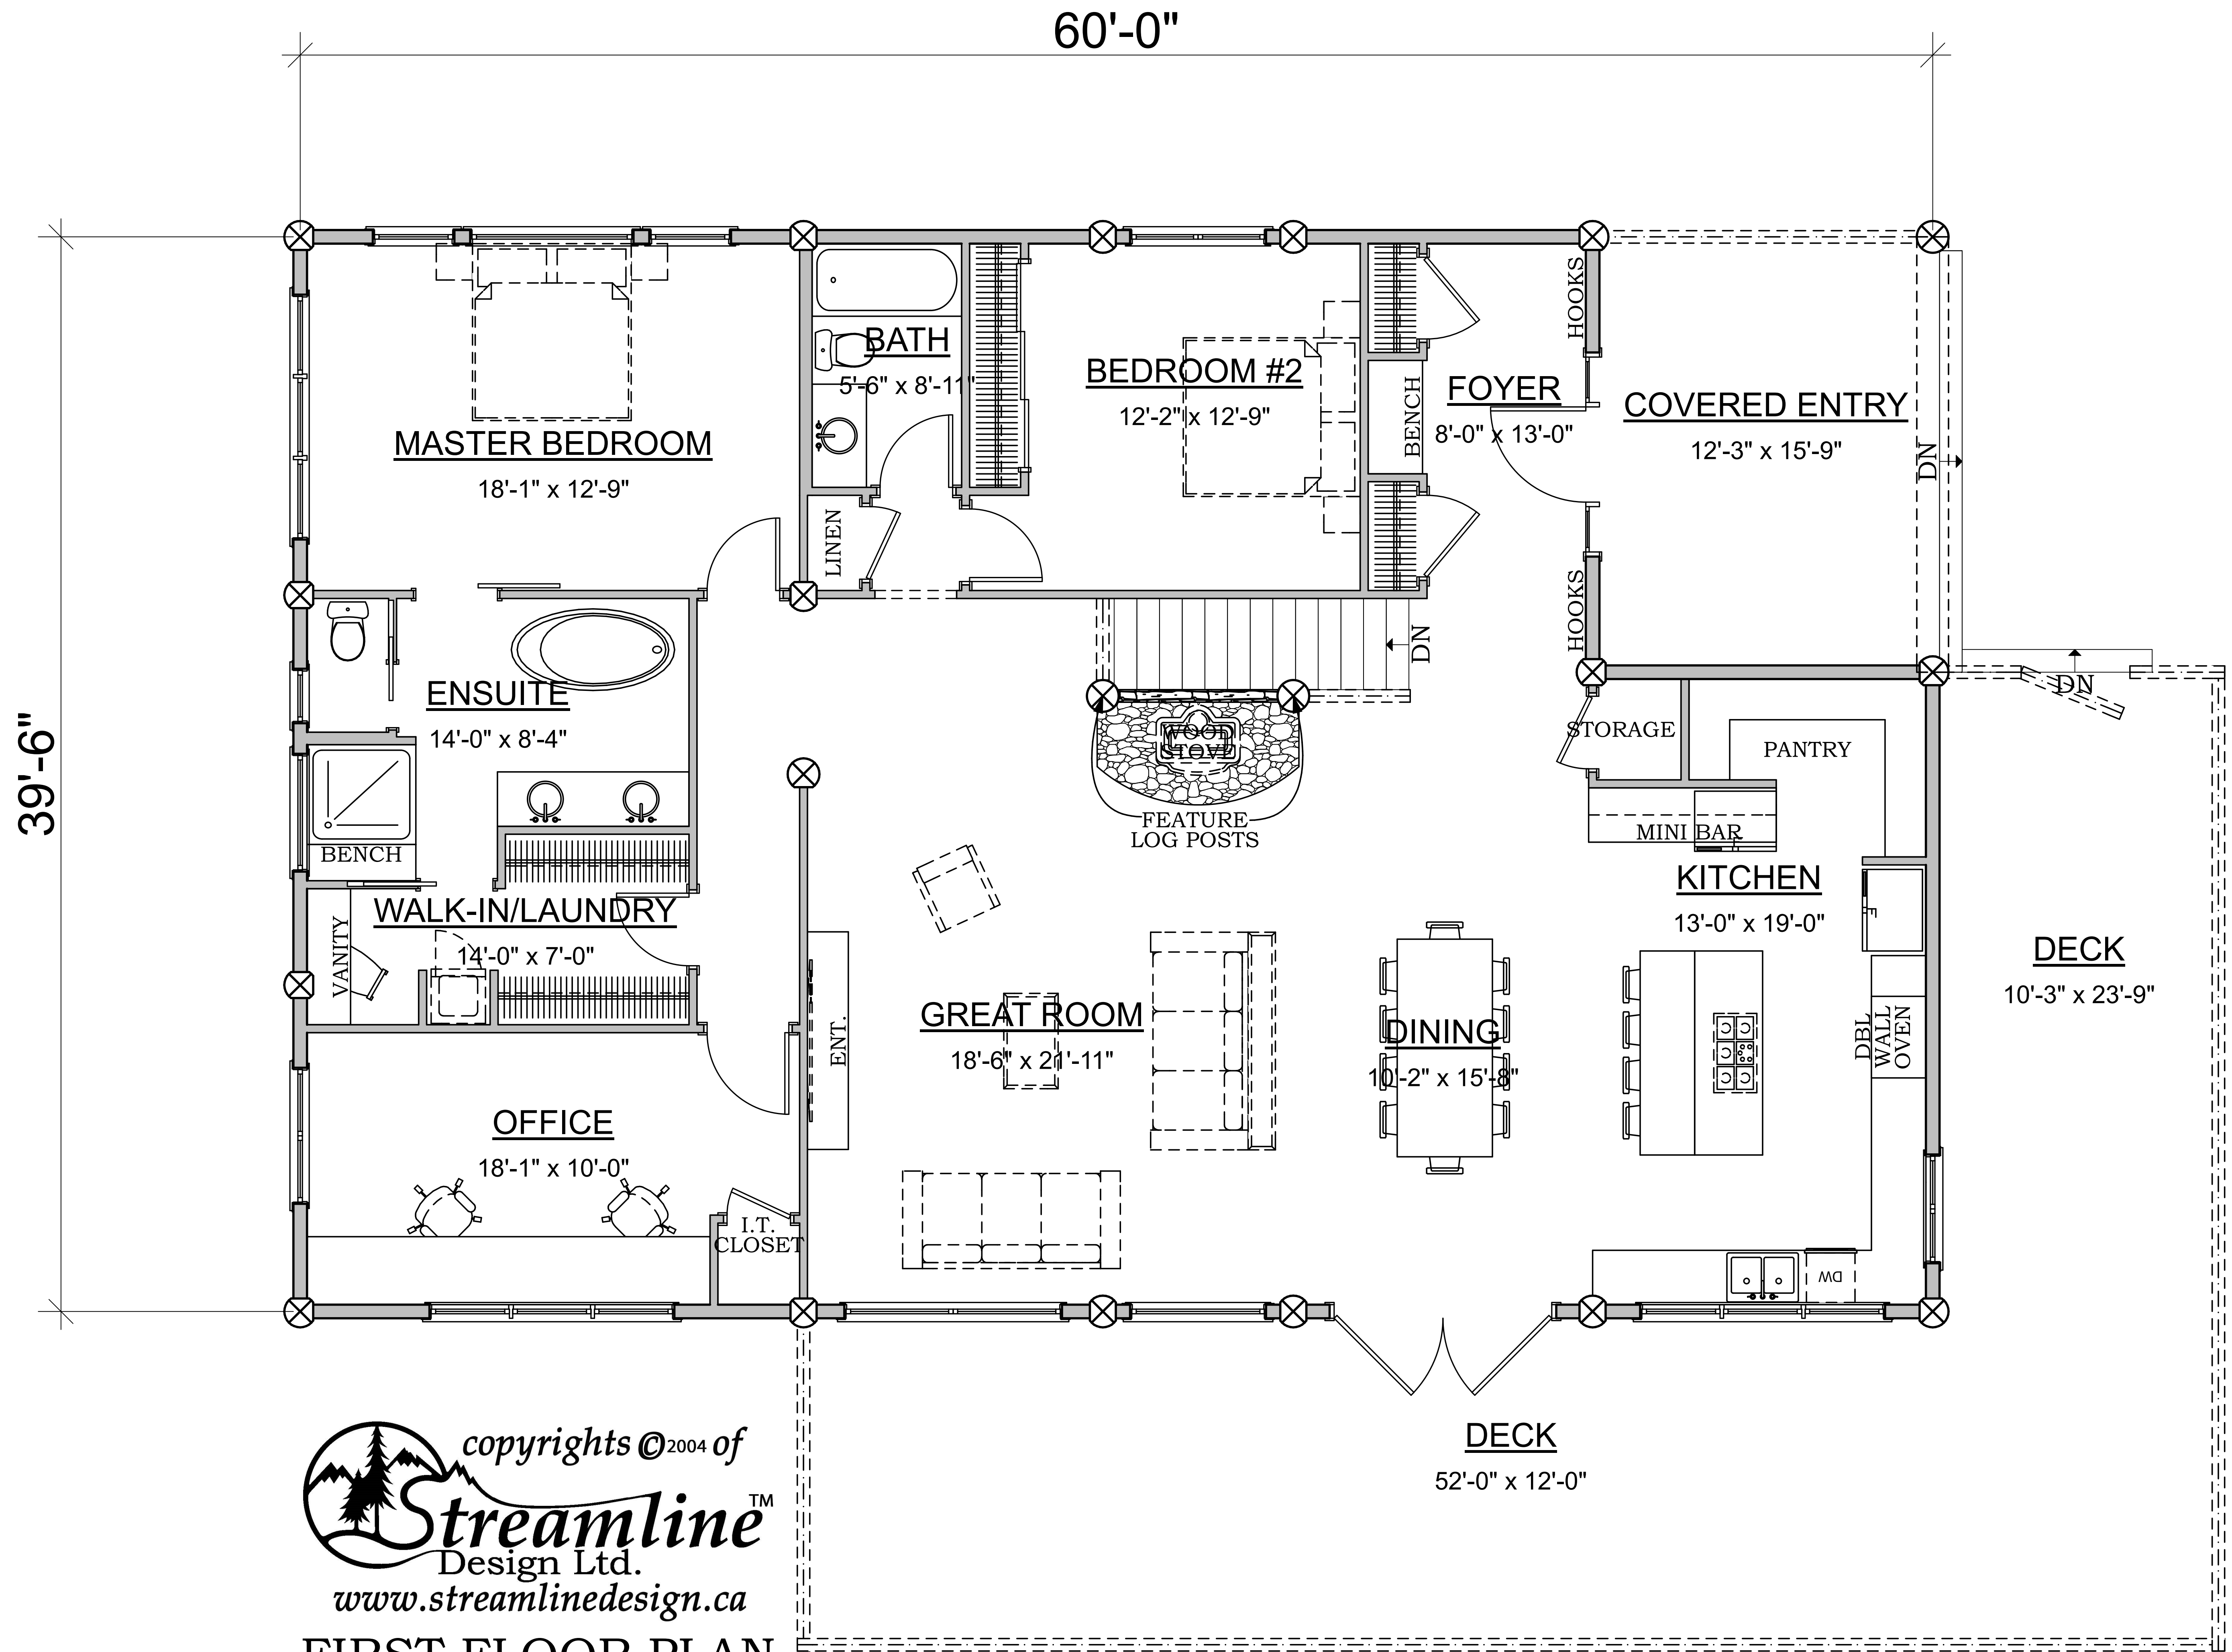 60'-0"
39'-6"
MASTER BEDROOM
18'-1" x 12'-9"
BATH
5'-6" x 8'-11"
LINEN
BEDROOM #2
12'-2" x 12'-9"
BENCH
FOYER
8'-0" x 13'-0"
HOOKS
HOOKS
COVERED ENTRY
12'-3" x 15'-9"
DN
DN
DN
ENSUITE
14'-0" x 8'-4"
BENCH
WOOD
STOVE
FEATURE
LOG POSTS
STORAGE
PANTRY
MINI BAR
F
KITCHEN
13'-0" x 19'-0"
F
DBL
WALL
OVEN
DW
WALK-IN/LAUNDRY
14'-0" x 7'-0"
VANITY
ENT.
GREAT ROOM
18'-6" x 21'-11"
DINING
10'-2" x 15'-8"
DECK
10'-3" x 23'-9"
OFFICE
18'-1" x 10'-0"
I.T.
CLOSET
DECK
52'-0" x 12'-0"
copyrights ©2004 of
Streamline™
Design Ltd.
www.streamlinedesign.ca
FIRST FLOOR PLAN